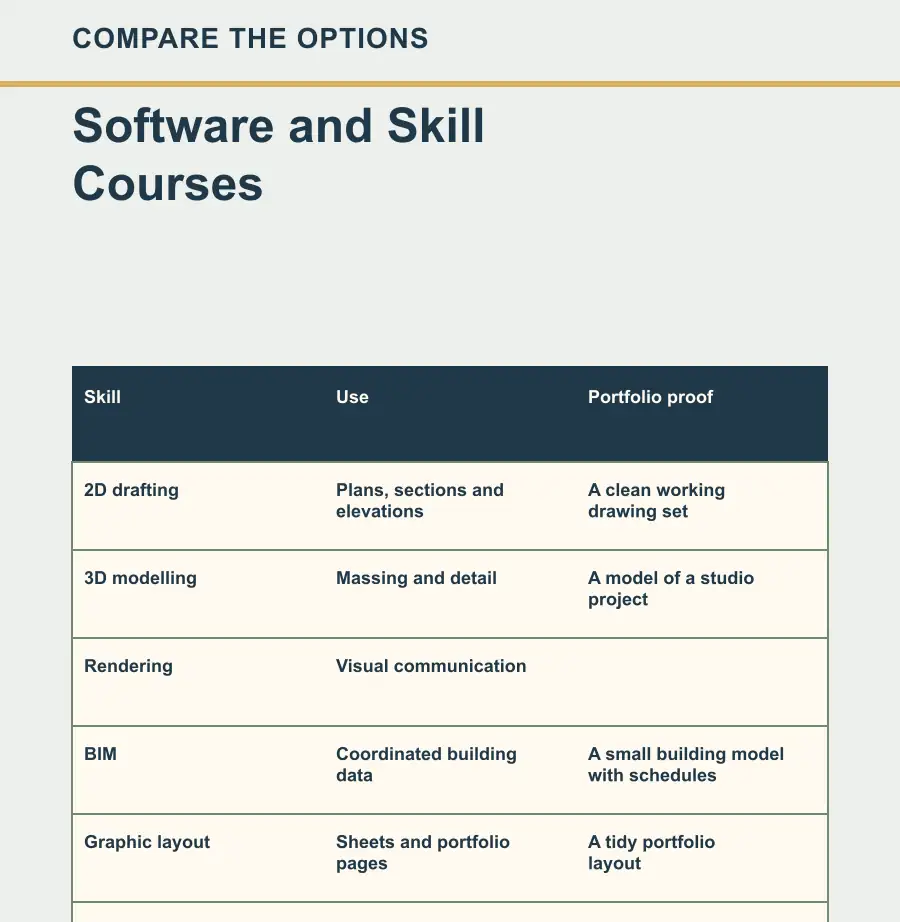 COMPARE THE OPTIONS
Software and Skill
Courses
Skill Use Portfolio proof
2D drafting Plans, sections and A clean working
elevations drawing set
3D modelling Massing and detail A model of a studio
project
Rendering Visual communication
BIM Coordinated building A small building model
data with schedules
Graphic layout Sheets and portfolio A tidy portfolio
pages layout